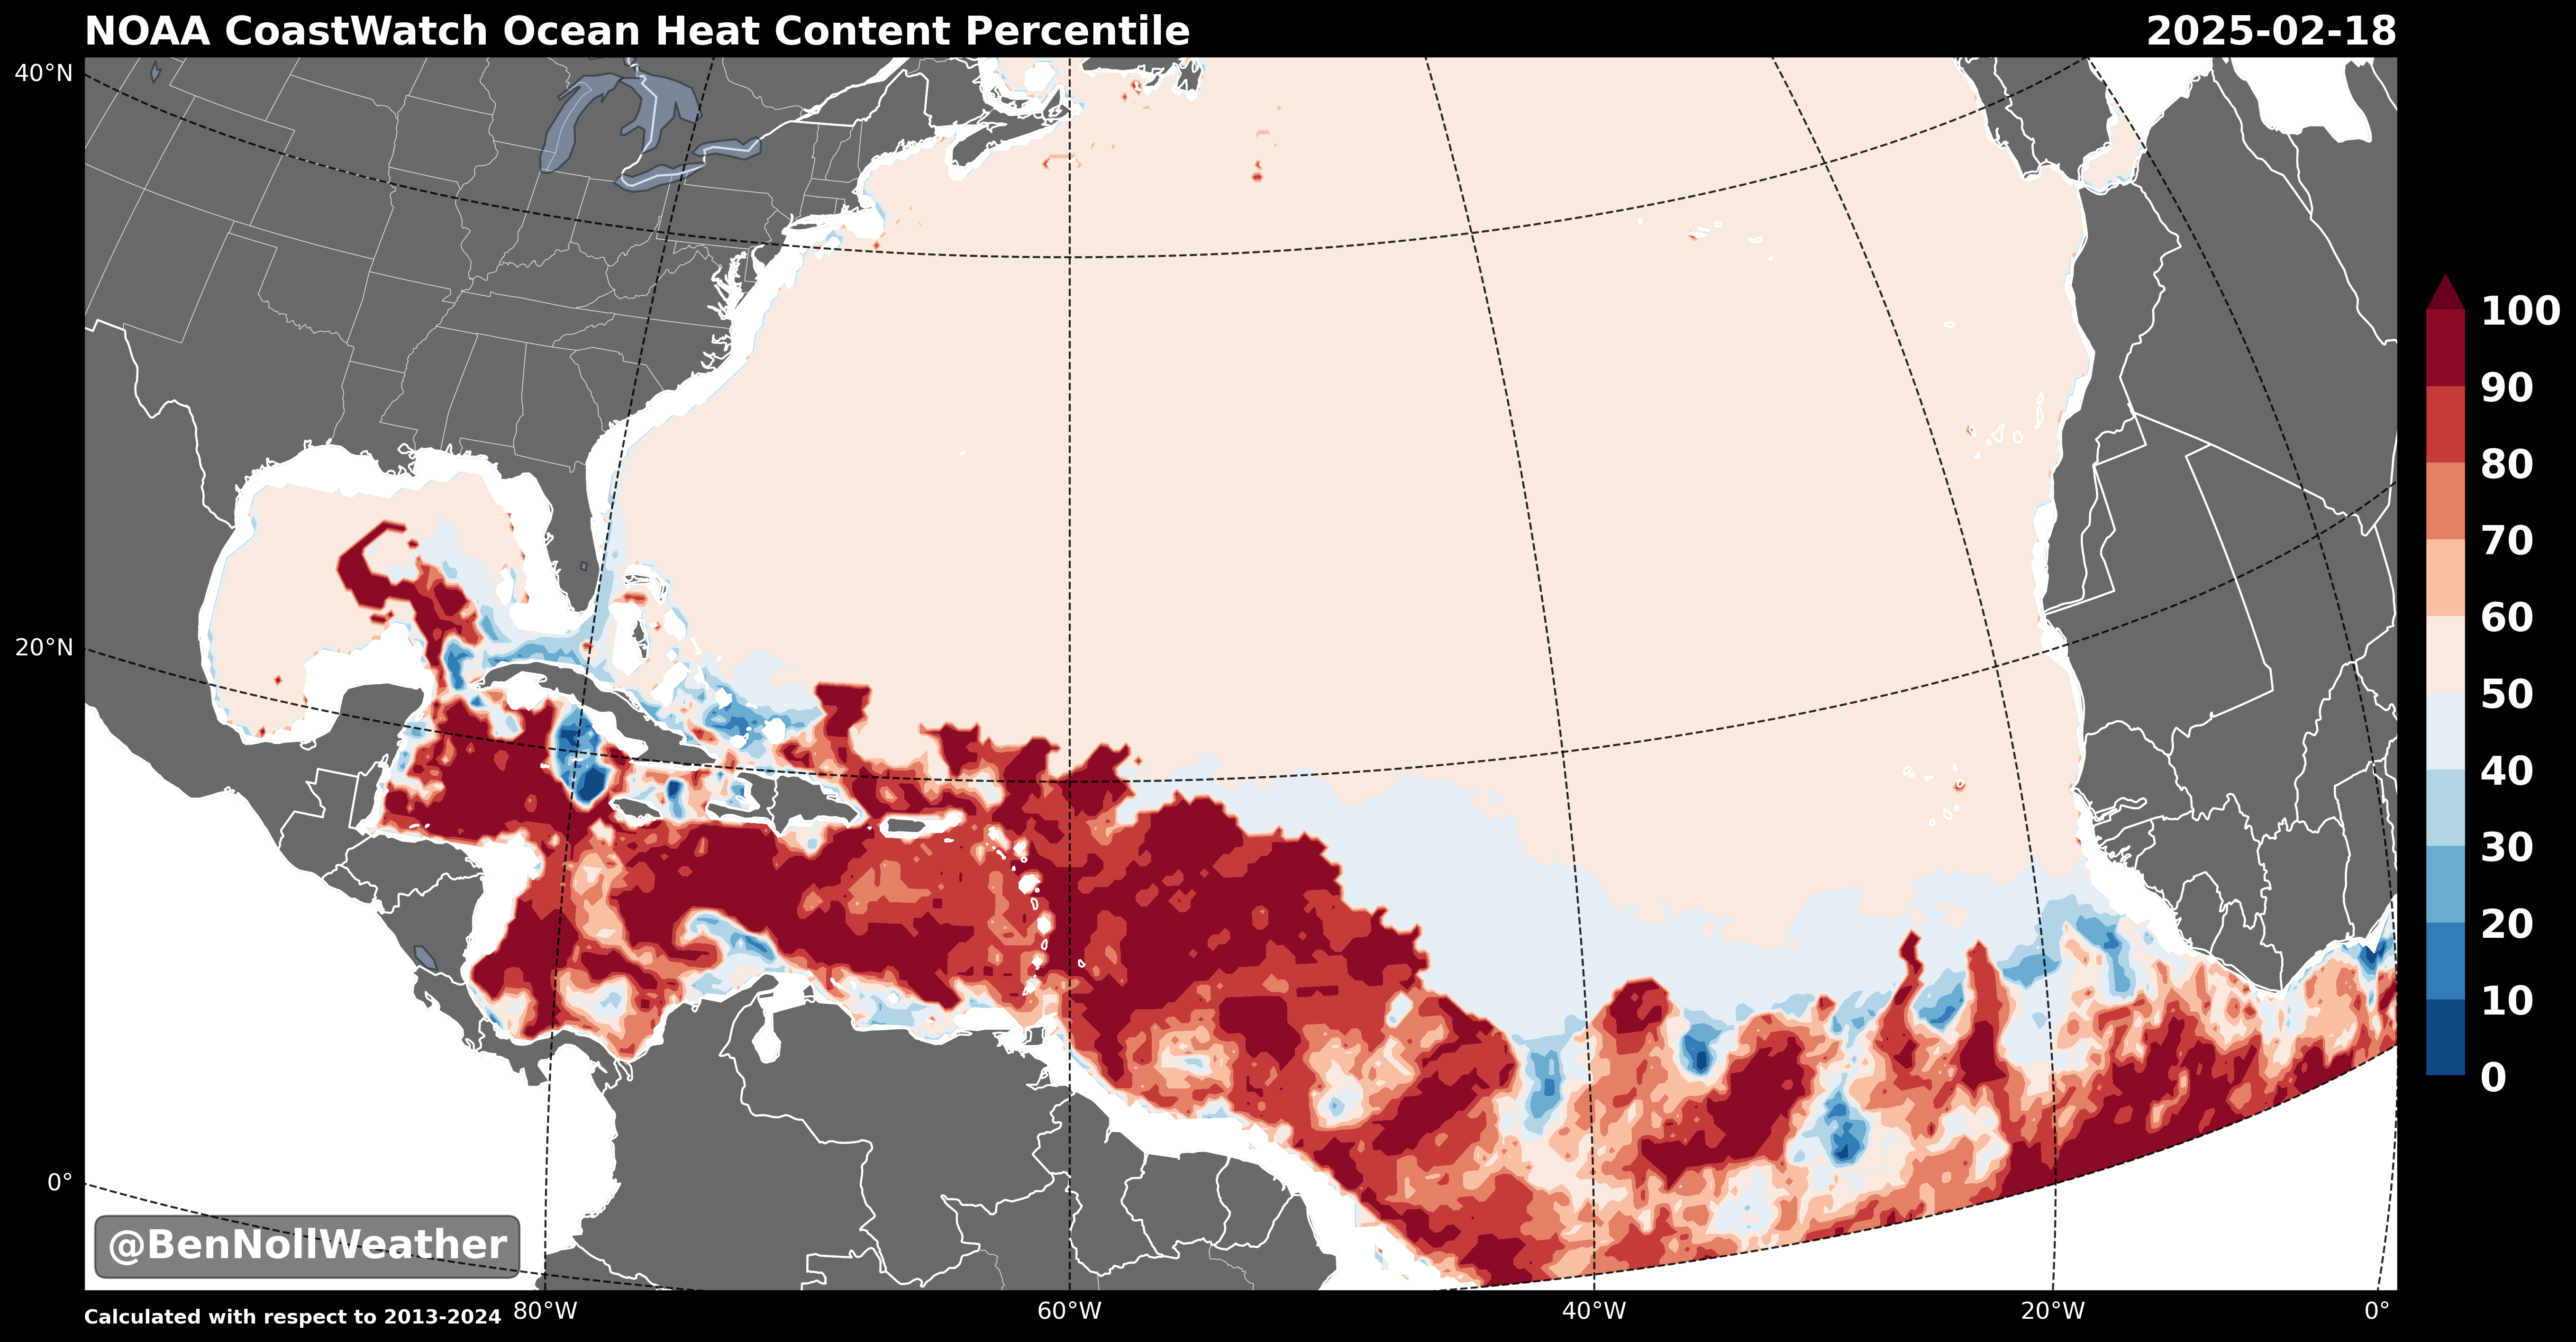 NOAA CoastWatch Ocean Heat Content Percentile 2025-02-18
40°N
20°N
0°
100
90
80
70
60
50
40
30
20
10
0
@BenNollWeather
Calculated with respect to 2013-2024
80°W 60°W 40°W 20°W 0°